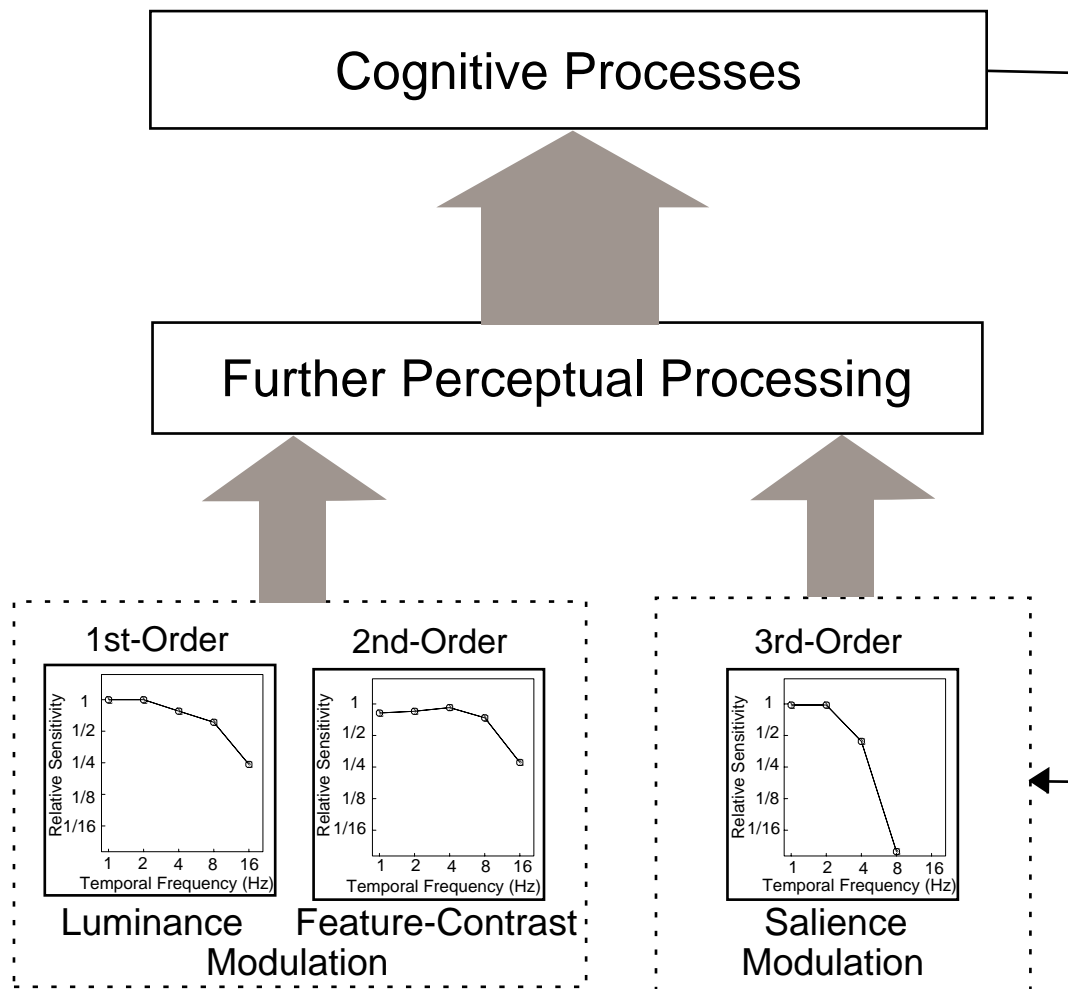 Cognitive Processes
Further Perceptual Processing
1st-Order
Relative Sensitivity
1
1/2
1/4
1/8
1/16
1 2 4 8 16
Temporal Frequency (Hz)
Luminance
2nd-Order
Relative Sensitivity
1
1/2
1/4
1/8
1/16
1 2 4 8 16
Temporal Frequency (Hz)
Feature-Contrast
Modulation
3rd-Order
Relative Sensitivity
1
1/2
1/4
1/8
1/16
1 2 4 8 16
Temporal Frequency (Hz)
Salience
Modulation